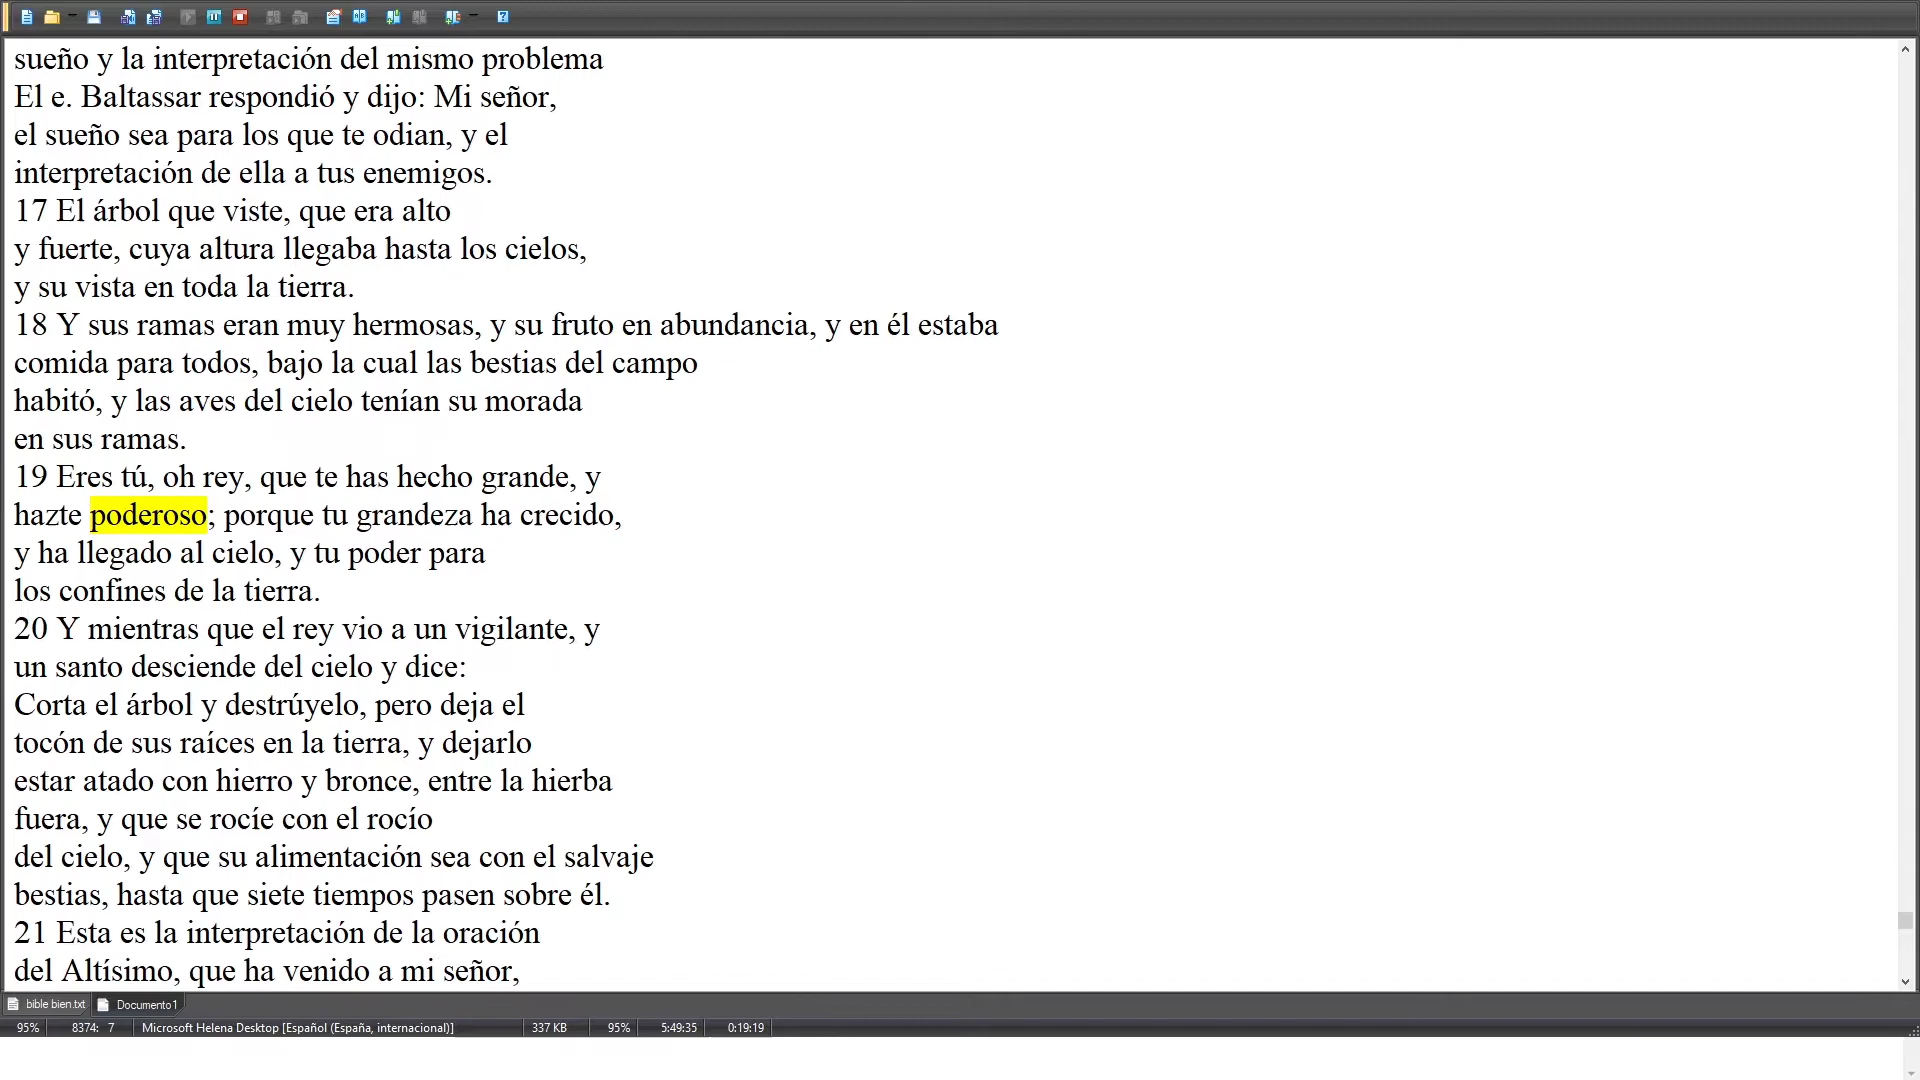 sueño y la interpretación del mismo problema
El e. Baltassar respondió y dijo: Mi señor,
el sueño sea para los que te odian, y el
interpretación de ella a tus enemigos.
17 El árbol que viste, que era alto
y fuerte, cuya altura llegaba hasta los cielos,
y su vista en toda la tierra.
18 Y sus ramas eran muy hermosas, y su fruto en abundancia, y en él estaba
comida para todos, bajo la cual las bestias del campo
habitó, y las aves del cielo tenían su morada
en sus ramas.
19 Eres tú, oh rey, que te has hecho grande, y
hazte poderoso; porque tu grandeza ha crecido,
y ha llegado al cielo, y tu poder para
los confines de la tierra.
20 Y mientras que el rey vio a un vigilante, y
un santo desciende del cielo y dice:
Corta el árbol y destrúyelo, pero deja el
tocón de sus raíces en la tierra, y dejarlo
estar atado con hierro y bronce, entre la hierba
fuera, y que se rocíe con el rocío
del cielo, y que su alimentación sea con el salvaje
bestias, hasta que siete tiempos pasen sobre él.
21 Esta es la interpretación de la oración
del Altísimo, que ha venido a mi señor,
bible bien.txt Documento1
95% 8374: 7 Microsoft Helena Desktop [Español (España, internacional)] 337 KB 95% 5:49:35 0:19:19